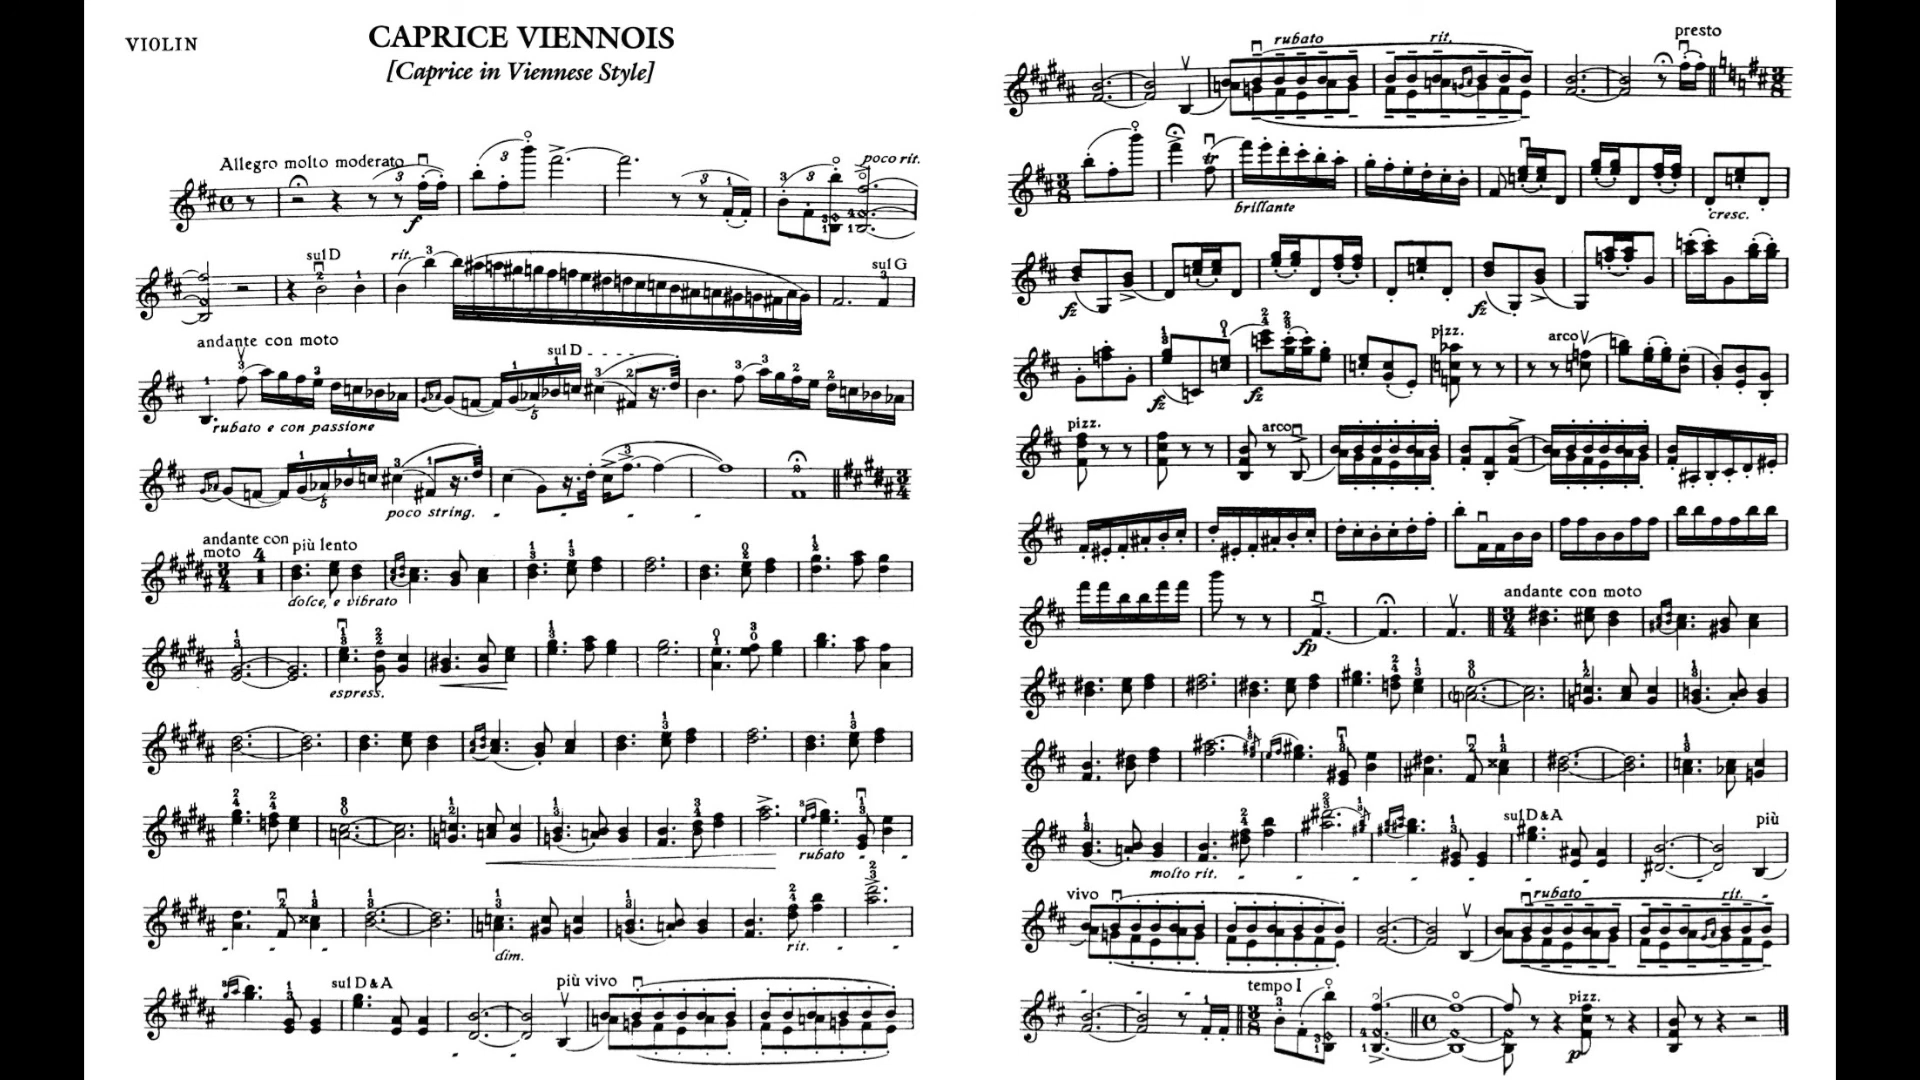 VIOLIN
CAPRICE VIENNOIS
[Caprice in Viennese Style]
Allegro molto moderato
poco rit.
f
sul D
rit.
sul G
andante con moto
sul D
rubato e con passione
poco string.
andante con
moto
più lento
dolce, e vibrato
espress.
rubato
dim.
rit.
sul D & A
più vivo
rubato
rit.
presto
tr
brillante
cresc.
fz
fz
pizz.
arco
fz
fz
pizz.
arco
andante con moto
fp
molto rit.
sul D & A
più
vivo
rubato
rit.
tempo I
pizz.
p